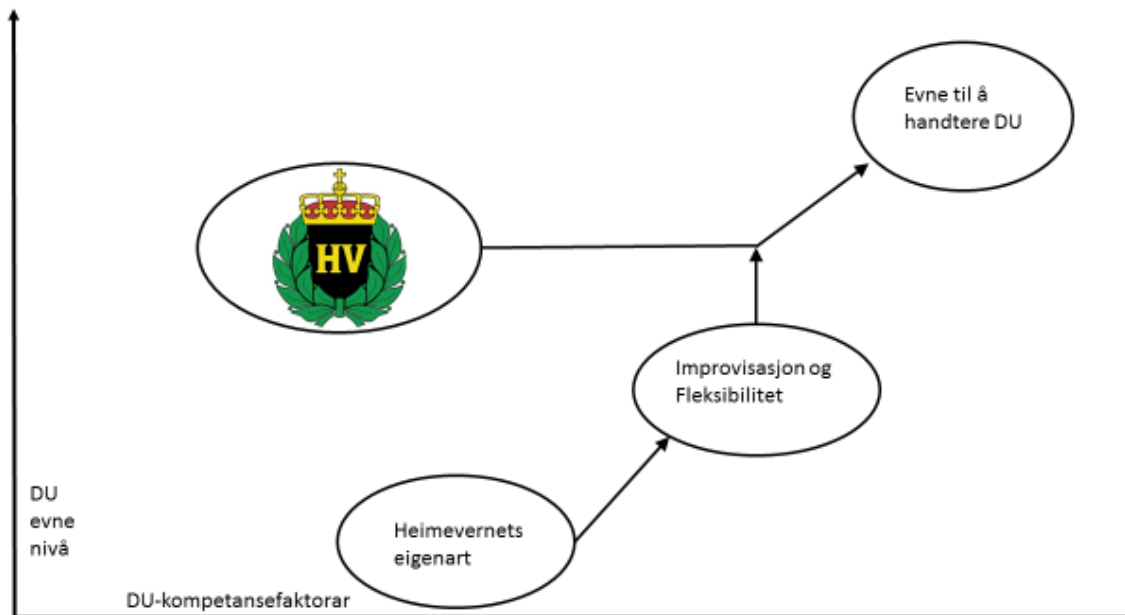 Evne til å
handtere DU
HV
Improvisasjon og
Fleksibilitet
Heimevernets
eigenart
DU
evne
nivå
DU-kompetansefaktorar